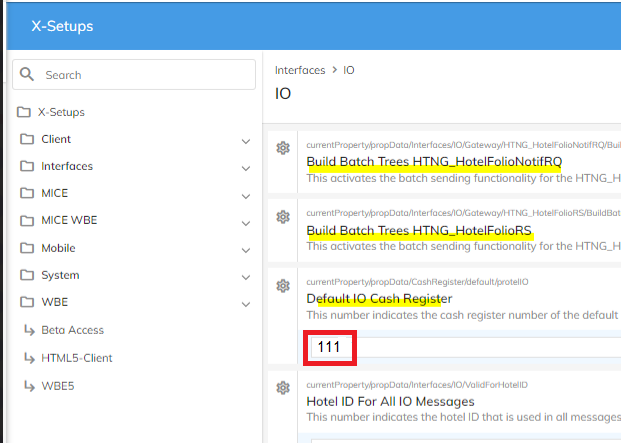 X-Setups
Search
X-Setups
Client
Interfaces
MICE
MICE WBE
Mobile
System
WBE
Beta Access
HTML5-Client
WBE5
Interfaces > IO
IO
currentProperty/propData/Interfaces/IO/Gateway/HTNG_HotelFolioNotifRQ/Bui
Build Batch Trees HTNG_HotelFolioNotifRQ
This activates the batch sending functionality for the HTNG_H
currentProperty/propData/Interfaces/IO/Gateway/HTNG_HotelFolioRS/BuildBat
Build Batch Trees HTNG_HotelFolioRS
This activates the batch sending functionality for the HTNG_H
currentProperty/propData/CashRegister/default/protelIO
Default IO Cash Register
This number indicates the cash register number of the default
111
currentProperty/propData/Interfaces/IO/ValidForHotelID
Hotel ID For All IO Messages
This number indicates the hotel ID that is used in all messages